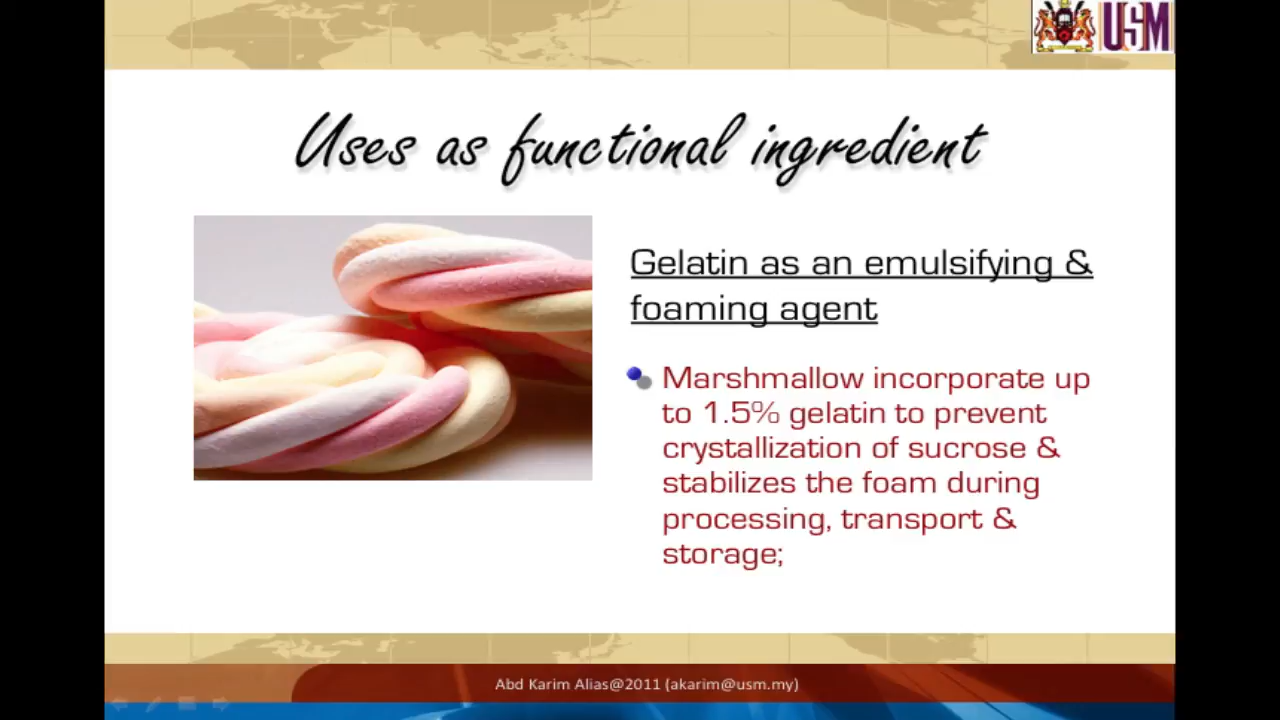 USM
Uses as functional ingredient
Gelatin as an emulsifying &
foaming agent
Marshmallow incorporate up
to 1.5% gelatin to prevent
crystallization of sucrose &
stabilizes the foam during
processing, transport &
storage;
Abd Karim Alias@2011 (akarim@usm.my)